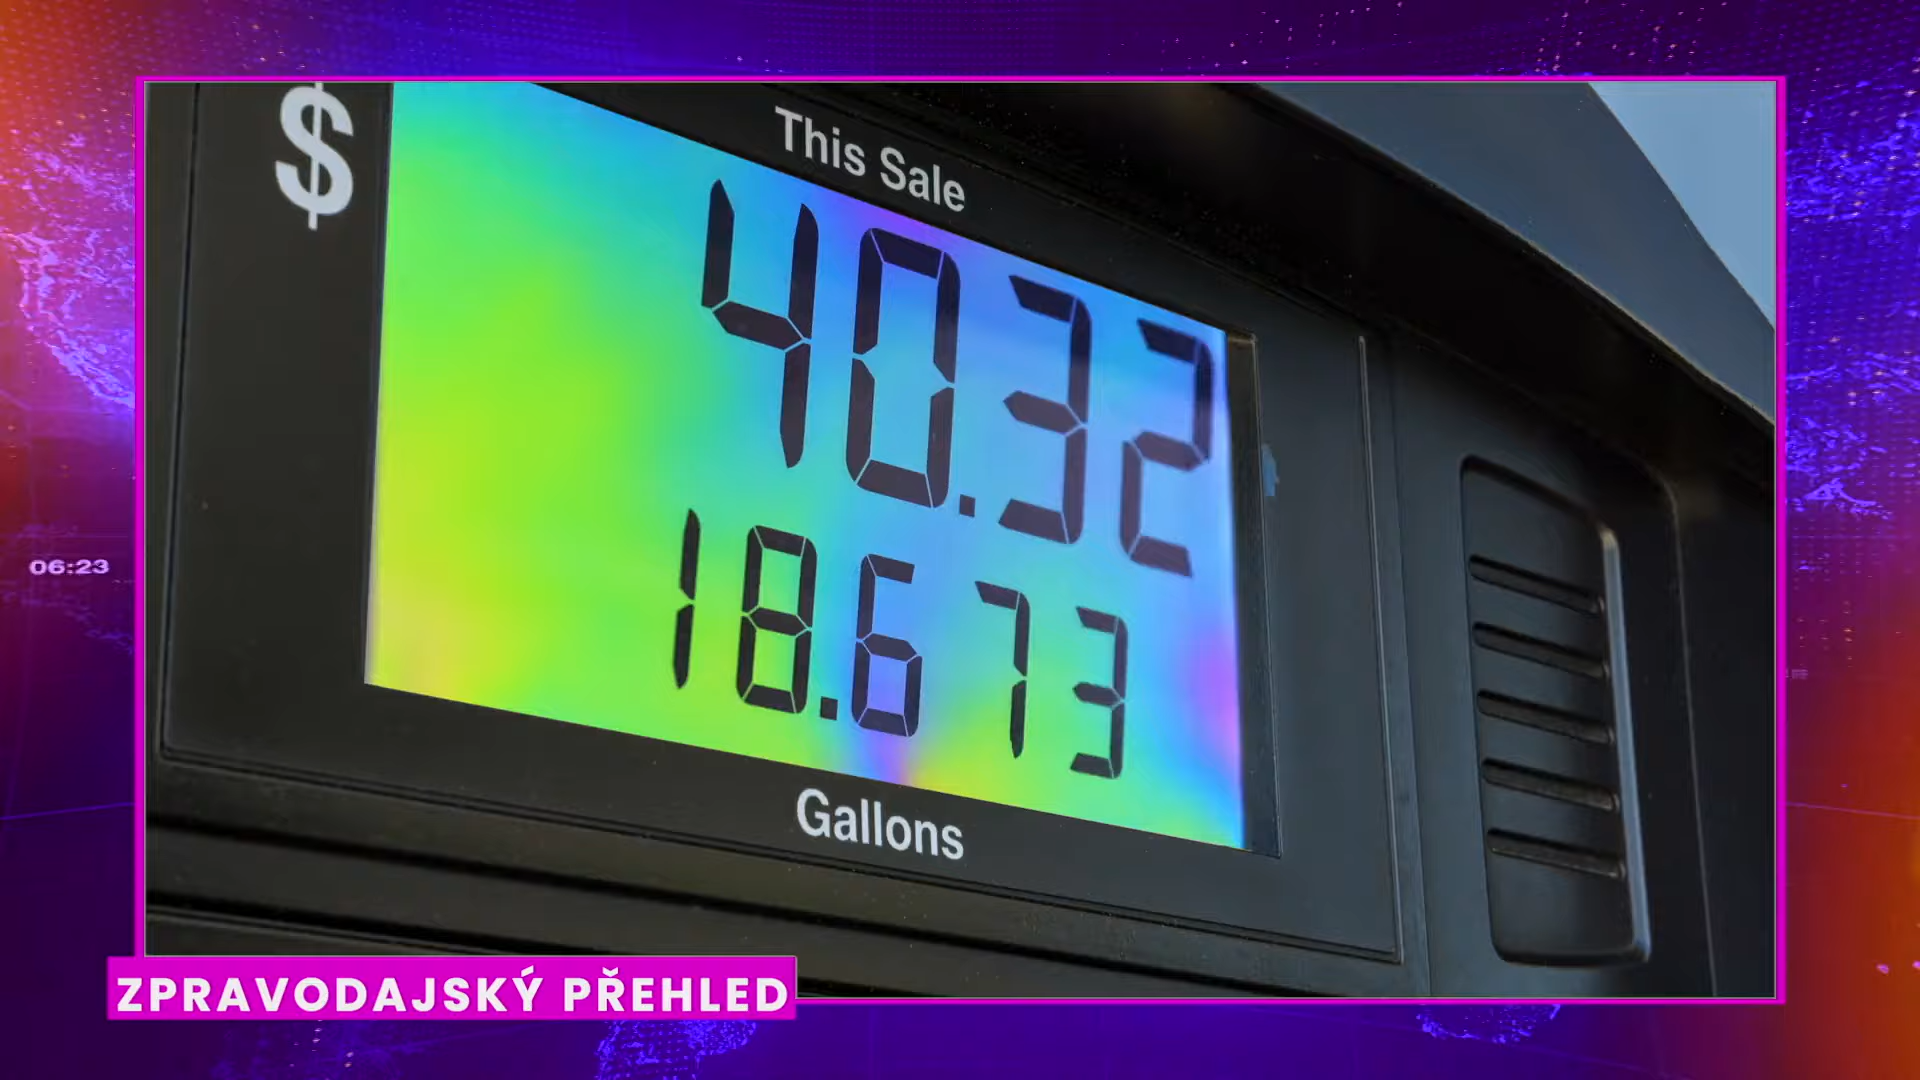 $
This Sale
40.32
18.673
Gallons
06:23
ZPRAVODAJSKÝ PŘEHLED